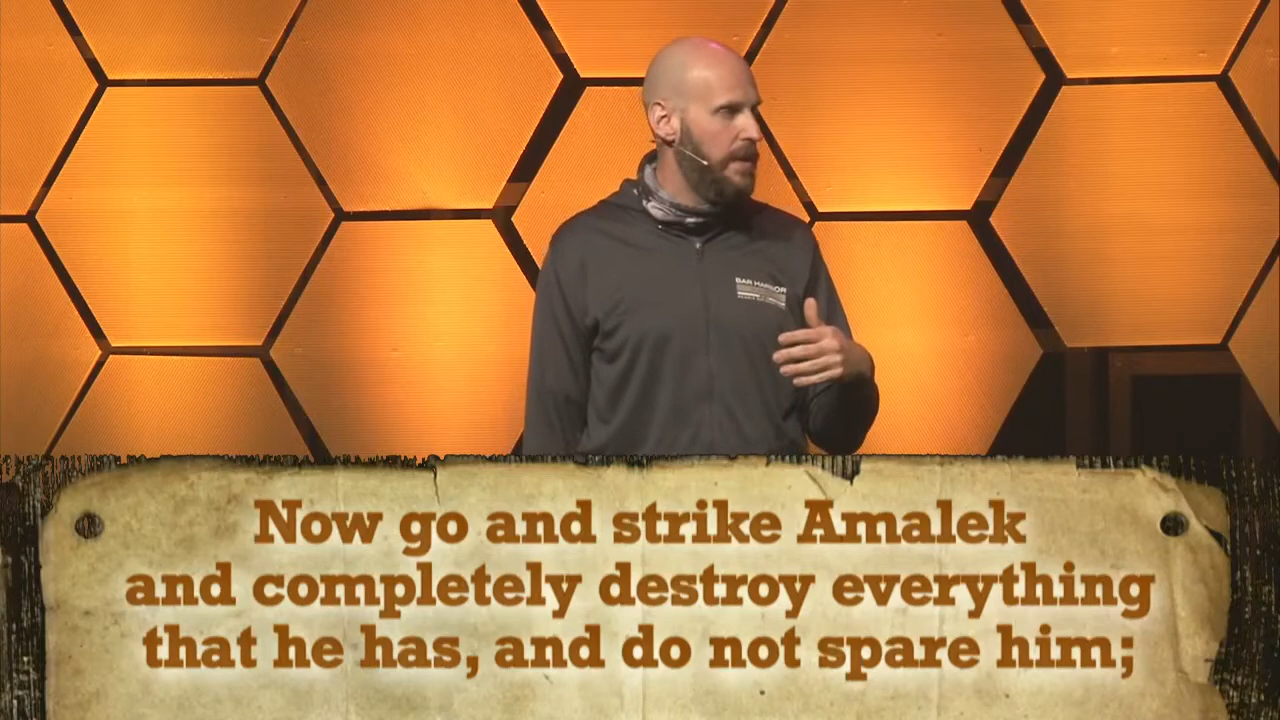 BAR HARBOR
Now go and strike Amalek
and completely destroy everything
that he has, and do not spare him;